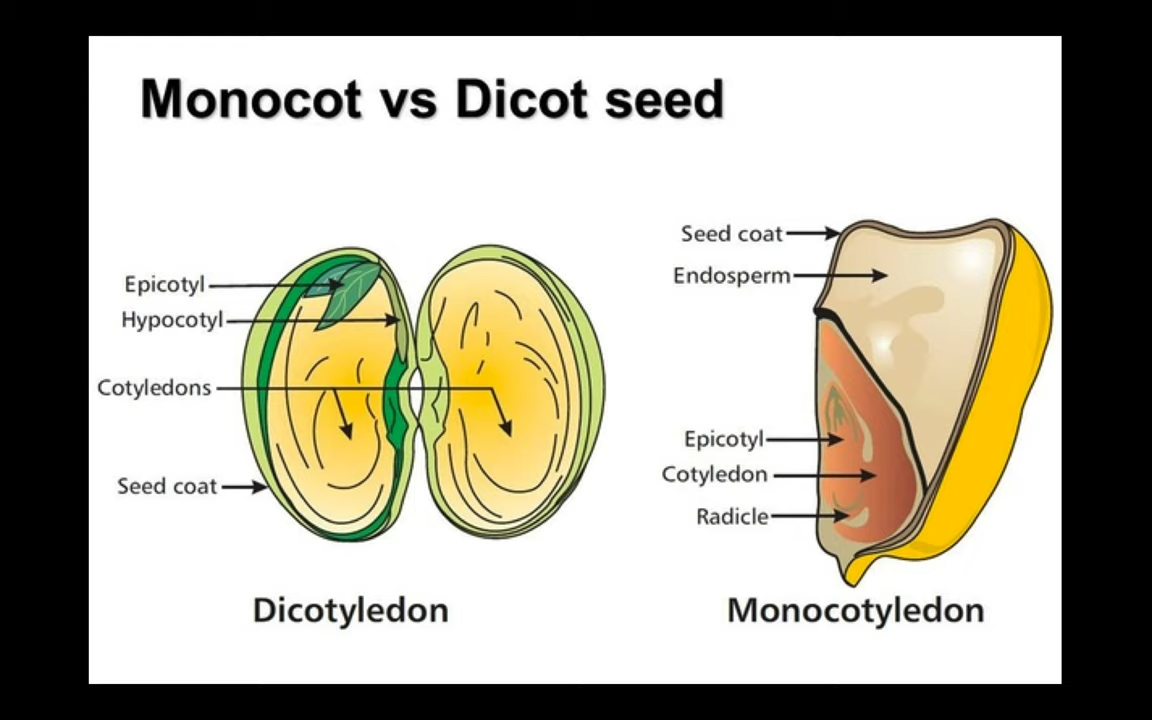 Monocot vs Dicot seed
Epicotyl
Hypocotyl
Cotyledons
Seed coat
Dicotyledon
Seed coat
Endosperm
Epicotyl
Cotyledon
Radicle
Monocotyledon